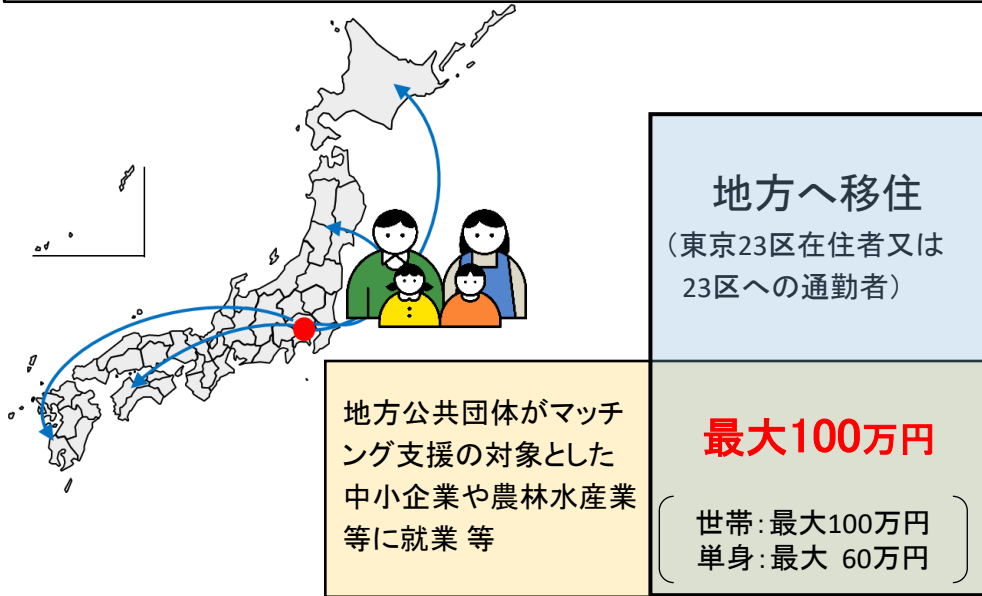 地方へ移住
（東京23区在住者又は
23区への通勤者）
地方公共団体がマッチ
ング支援の対象とした
中小企業や農林水産業
等に就業 等
最大100万円
世帯：最大100万円
単身：最大 60万円